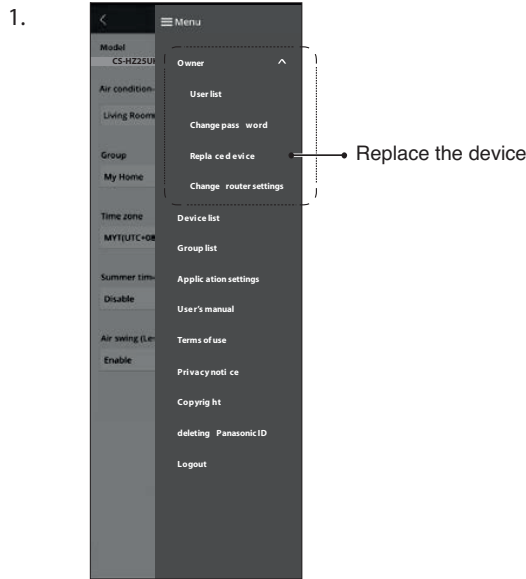 1.
Menu
Model
CS-HZ25U
Owner
User list
Air condition
Living Room
Change pass word
Group
Repla ced evice
Replace the device
My Home
Change router settings
Time zone
Device list
MYT(UTC+08
Group list
Summer tim
Applic ation settings
Disable
User's manual
Air swing (Le
Terms of use
Enable
Privacy noti ce
Copyrig ht
deleting Panasonic ID
Logout